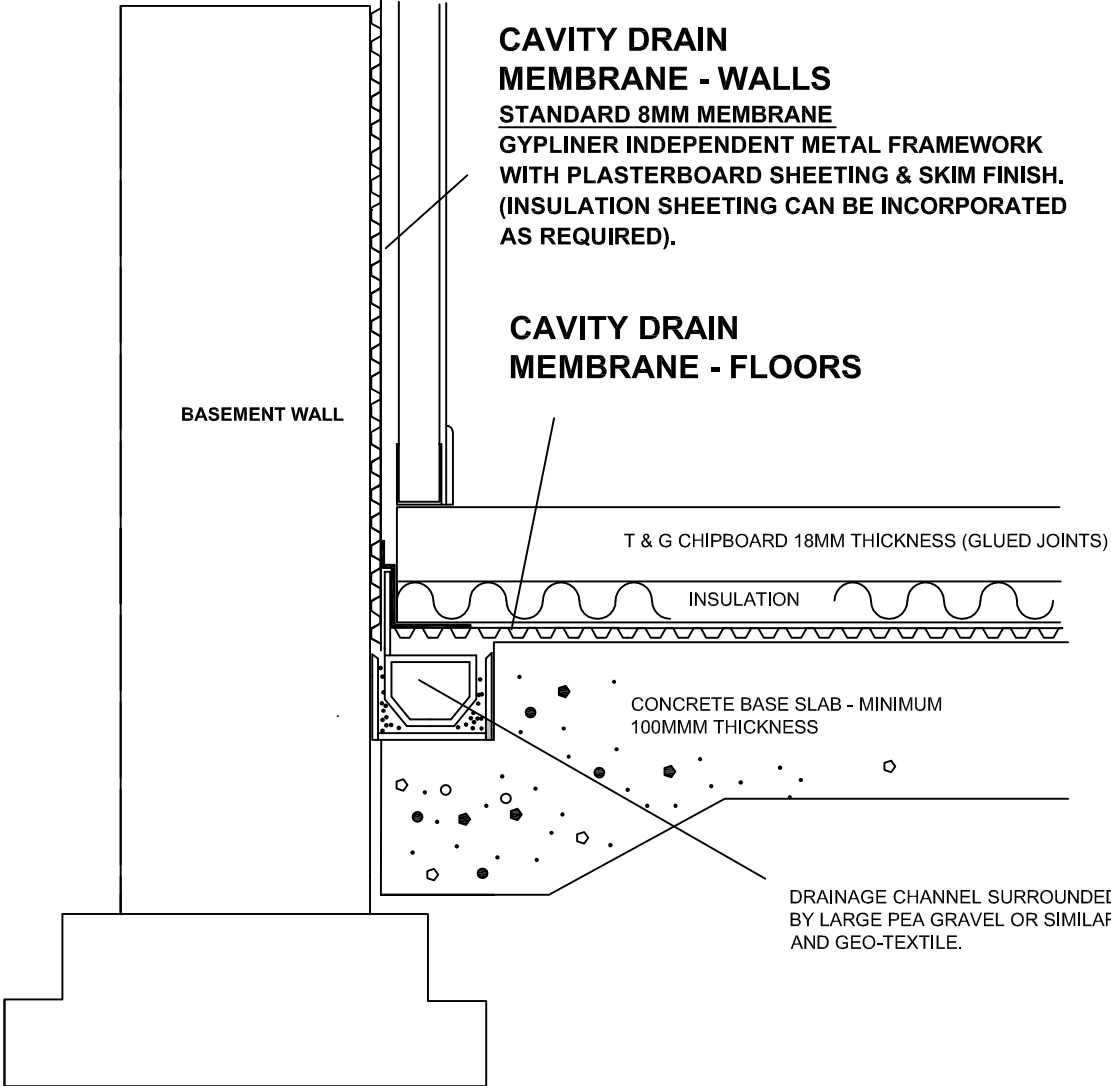 CAVITY DRAIN
MEMBRANE - WALLS
STANDARD 8MM MEMBRANE
GYPLINER INDEPENDENT METAL FRAMEWORK
WITH PLASTERBOARD SHEETING & SKIM FINISH.
(INSULATION SHEETING CAN BE INCORPORATED
AS REQUIRED).
CAVITY DRAIN
MEMBRANE - FLOORS
BASEMENT WALL
T & G CHIPBOARD 18MM THICKNESS (GLUED JOINTS)
INSULATION
CONCRETE BASE SLAB - MINIMUM
100MMM THICKNESS
DRAINAGE CHANNEL SURROUNDED
BY LARGE PEA GRAVEL OR SIMILAR
AND GEO-TEXTILE.